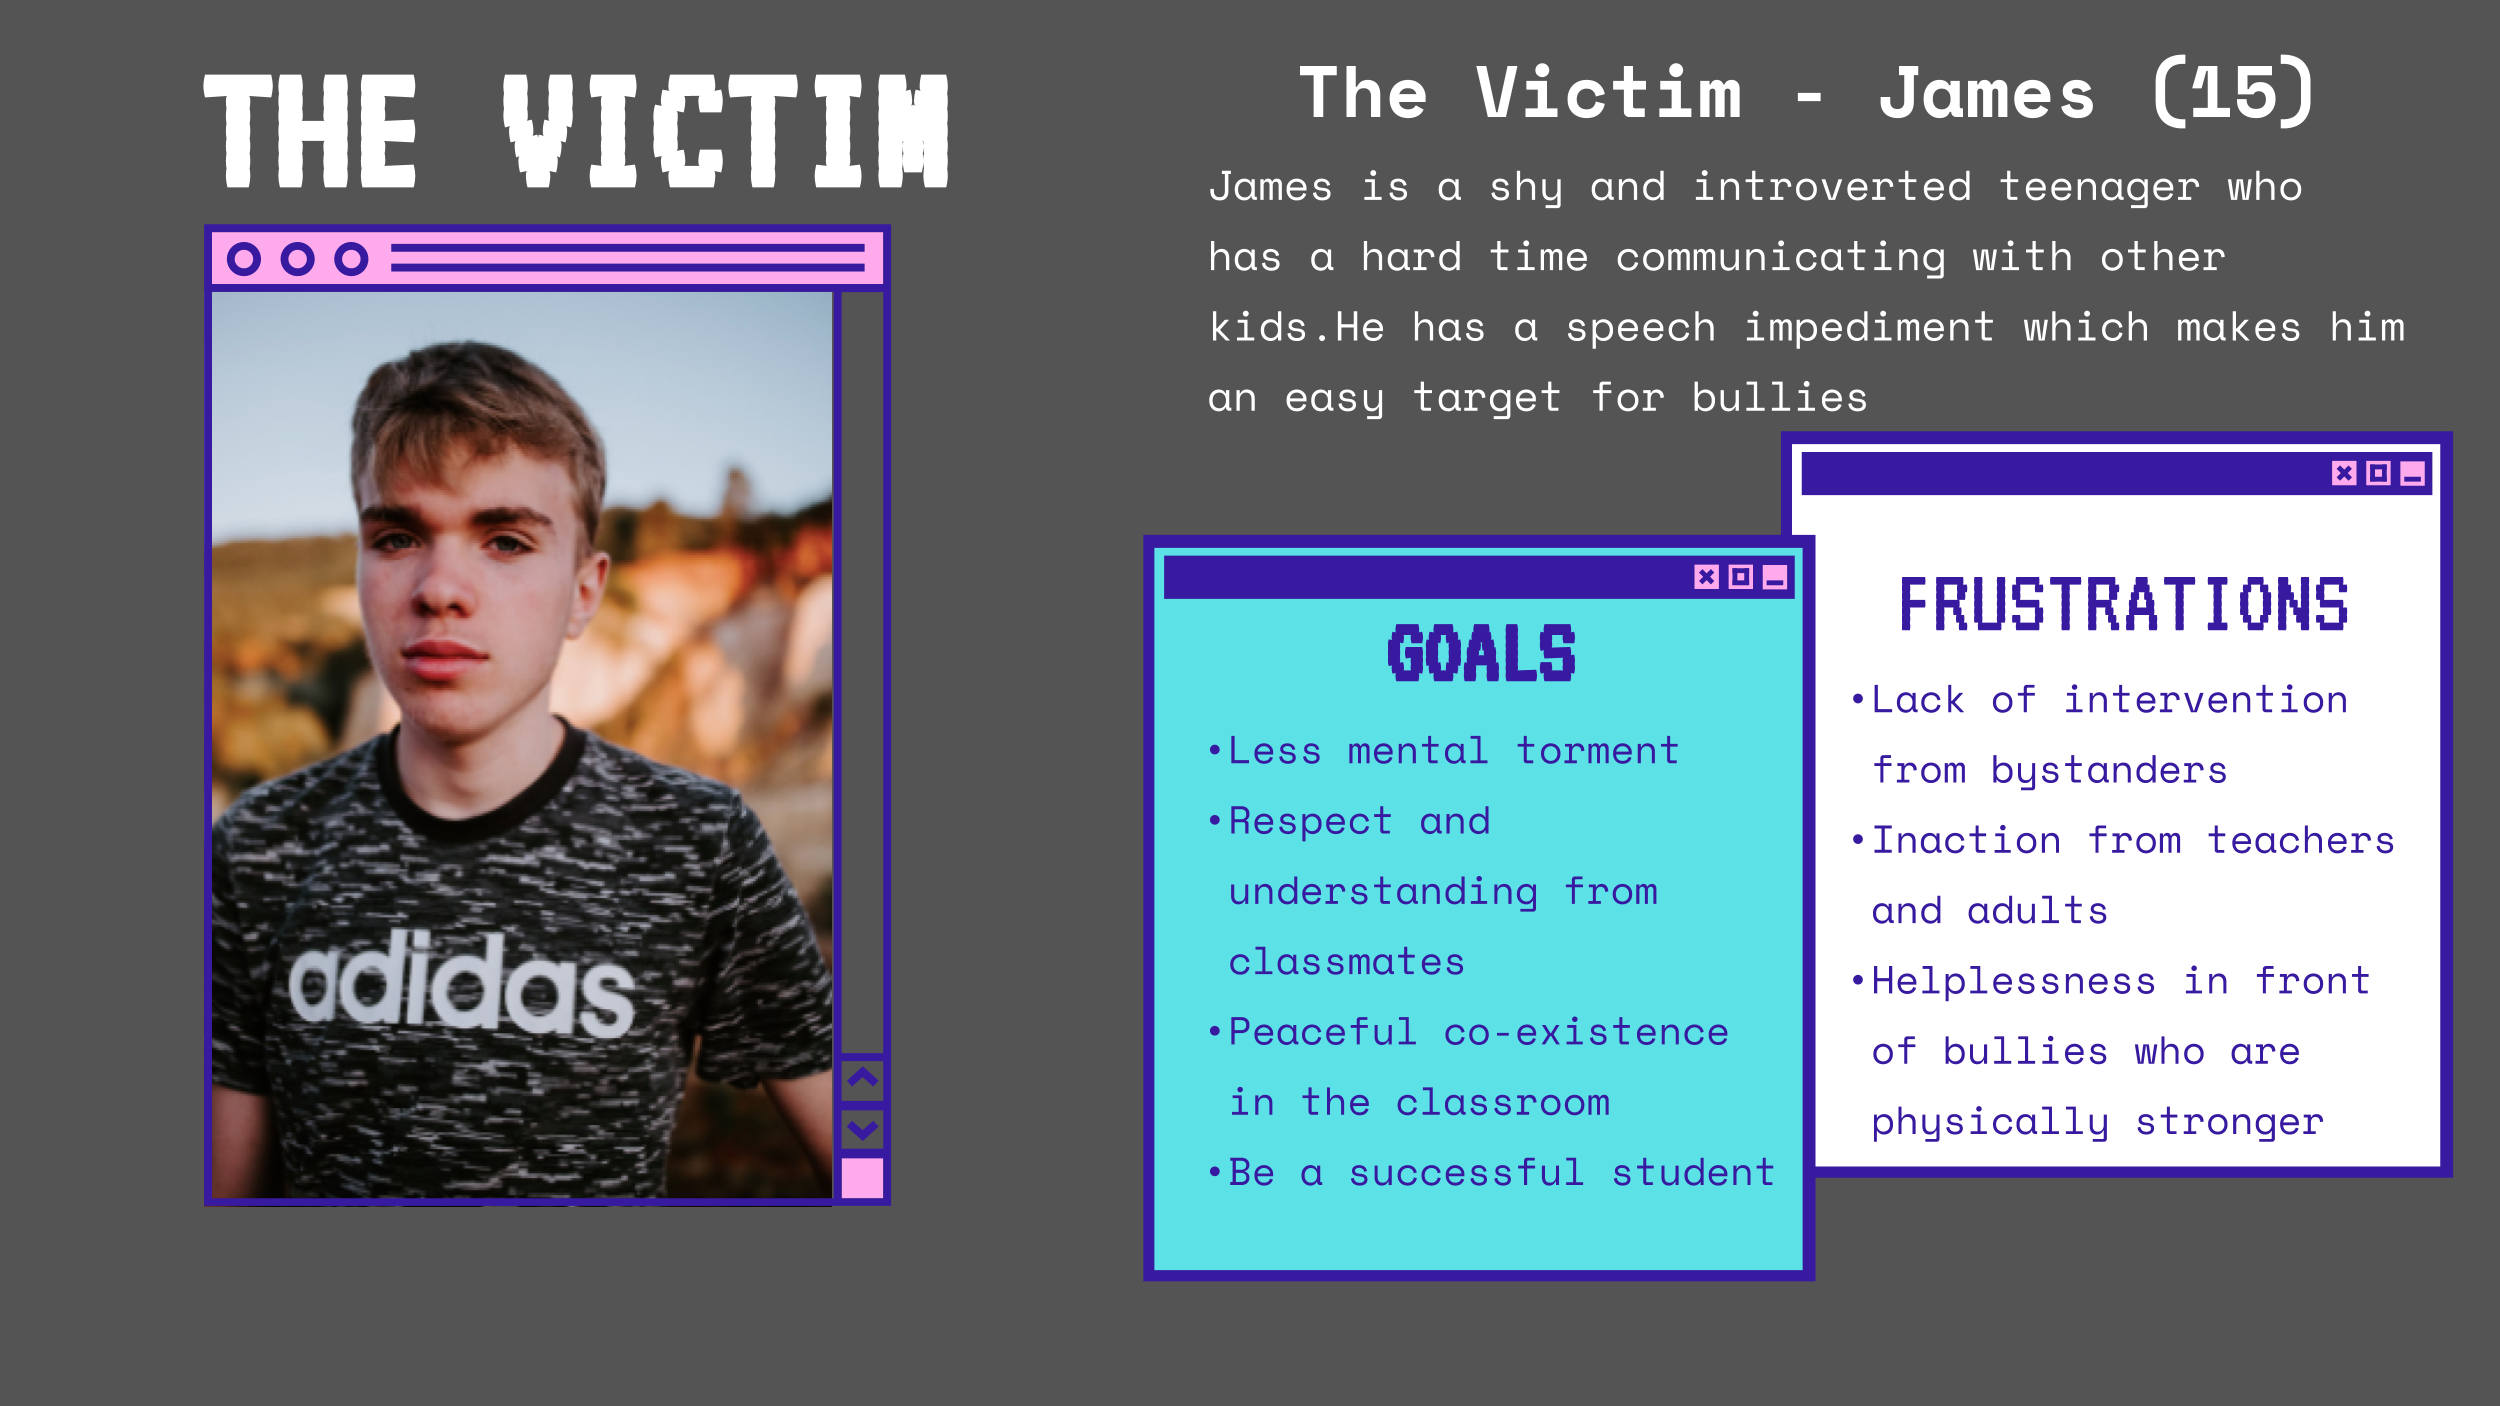 THE VICTIM
adidas
The Victim - James (15)
James is a shy and introverted teenager who
has a hard time communicating with other
kids.He has a speech impediment which makes him
an easy target for bullies
GOALS
•Less mental torment
•Respect and
understanding from
classmates
•Peaceful co-existence
in the classroom
•Be a successful student
FRUSTRATIONS
•Lack of intervention
from bystanders
•Inaction from teachers
and adults
•Helplessness in front
of bullies who are
physically stronger